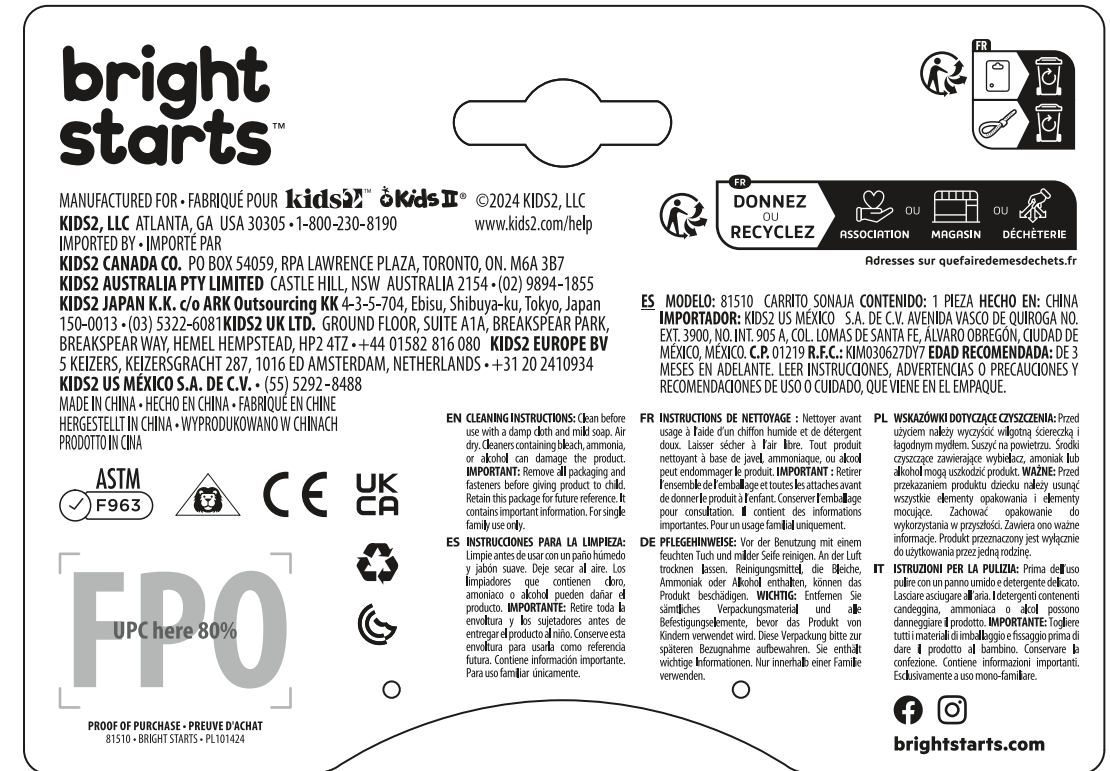 bright
starts™
MANUFACTURED FOR • FABRIQUÉ POUR kids2™ Kids II® ©2024 KIDS2, LLC
KIDS2, LLC ATLANTA, GA USA 30305 • 1-800-230-8190 www.kids2.com/help
IMPORTED BY • IMPORTÉ PAR
KIDS2 CANADA CO. PO BOX 54059, RPA LAWRENCE PLAZA, TORONTO, ON. M6A 3B7
KIDS2 AUSTRALIA PTY LIMITED CASTLE HILL, NSW AUSTRALIA 2154 • (02) 9894-1855
KIDS2 JAPAN K.K. c/o ARK Outsourcing KK 4-3-5-704, Ebisu, Shibuya-ku, Tokyo, Japan
150-0013 • (03) 5322-6081 KIDS2 UK LTD. GROUND FLOOR, SUITE A1A, BREAKSPEAR PARK,
BREAKSPEAR WAY, HEMEL HEMPSTEAD, HP2 4TZ • +44 01582 816 080 KIDS2 EUROPE BV
5 KEIZERS, KEIZERSGRACHT 287, 1016 ED AMSTERDAM, NETHERLANDS • +31 20 2410934
KIDS2 US MÉXICO S.A. DE C.V. • (55) 5292-8488
MADE IN CHINA • HECHO EN CHINA • FABRIQUÉ EN CHINE
HERGESTELLT IN CHINA • WYPRODUKOWANO W CHINACH
PRODOTTO IN CINA
ASTM
F963
CE
UK
CA
FPO
UPC here 80%
PROOF OF PURCHASE • PREUVE D'ACHAT
81510 • BRIGHT STARTS • PL101424
FR
FR
DONNEZ
OU
RECYCLEZ
ASSOCIATION
OU
MAGASIN
OU
DÉCHÈTERIE
Adresses sur quefairedemesdechets.fr
ES MODELO: 81510 CARRITO SONAJA CONTENIDO: 1 PIEZA HECHO EN: CHINA
IMPORTADOR: KIDS2 US MÉXICO S.A. DE C.V. AVENIDA VASCO DE QUIROGA NO.
EXT. 3900, NO. INT. 905 A, COL. LOMAS DE SANTA FE, ÁLVARO OBREGÓN, CIUDAD DE
MÉXICO, MÉXICO. C.P. 01219 R.F.C.: KIM030627DY7 EDAD RECOMENDADA: DE 3
MESES EN ADELANTE. LEER INSTRUCCIONES, ADVERTENCIAS O PRECAUCIONES Y
RECOMENDACIONES DE USO O CUIDADO, QUE VIENE EN EL EMPAQUE.
EN CLEANING INSTRUCTIONS: Clean before
use with a damp cloth and mild soap. Air
dry. Cleaners containing bleach, ammonia,
or alcohol can damage the product.
IMPORTANT: Remove all packaging and
fasteners before giving product to child.
Retain this package for future reference. It
contains important information. For single
family use only.
ES INSTRUCCIONES PARA LA LIMPIEZA:
Limpie antes de usar con un paño húmedo
y jabón suave. Deje secar al aire. Los
limpiadores que contienen cloro,
amoniaco o alcohol pueden dañar el
producto. IMPORTANTE: Retire toda la
envoltura y los sujetadores antes de
entregar el producto al niño. Conserve esta
envoltura para usarla como referencia
futura. Contiene información importante.
Para uso familiar únicamente.
FR INSTRUCTIONS DE NETTOYAGE : Nettoyer avant
usage à l'aide d'un chiffon humide et de détergent
doux. Laisser sécher à l'air libre. Tout produit
nettoyant à base de javel, ammoniaque, ou alcool
peut endommager le produit. IMPORTANT : Retirer
l'ensemble de l'emballage et toutes les attaches avant
de donner le produit à l'enfant. Conserver l'emballage
pour consultation. Il contient des informations
importantes. Pour un usage familial uniquement.
DE PFLEGEHINWEISE: Vor der Benutzung mit einem
feuchten Tuch und milder Seife reinigen. An der Luft
trocknen lassen. Reinigungsmittel, die Bleiche,
Ammoniak oder Alkohol enthalten, können das
Produkt beschädigen. WICHTIG: Entfernen Sie
sämtliches Verpackungsmaterial und alle
Befestigungselemente, bevor das Produkt von
Kindern verwendet wird. Diese Verpackung bitte zur
späteren Bezugnahme aufbewahren. Sie enthält
wichtige Informationen. Nur innerhalb einer Familie
verwenden.
PL WSKAZÓWKI DOTYCZĄCE CZYSZCZENIA: Przed
użyciem należy wyczyścić wilgotną ściereczką i
łagodnym mydłem. Suszyć na powietrzu. Środki
czyszczące zawierające wybielacz, amoniak lub
alkohol mogą uszkodzić produkt. WAŻNE: Przed
przekazaniem produktu dziecku należy usunąć
wszystkie elementy opakowania i elementy
mocujące. Zachować opakowanie do
wykorzystania w przyszłości. Zawiera ono ważne
informacje. Produkt przeznaczony jest wyłącznie
do użytkowania przez jedną rodzinę.
IT ISTRUZIONI PER LA PULIZIA: Prima dell'uso
pulire con un panno umido e detergente delicato.
Lasciare asciugare all'aria. I detergenti contenenti
candeggina, ammoniaca o alcol possono
danneggiare il prodotto. IMPORTANTE: Togliere
tutti i materiali di imballaggio e fissaggio prima di
dare il prodotto al bambino. Conservare la
confezione. Contiene informazioni importanti.
Esclusivamente a uso mono-familiare.
brightstarts.com